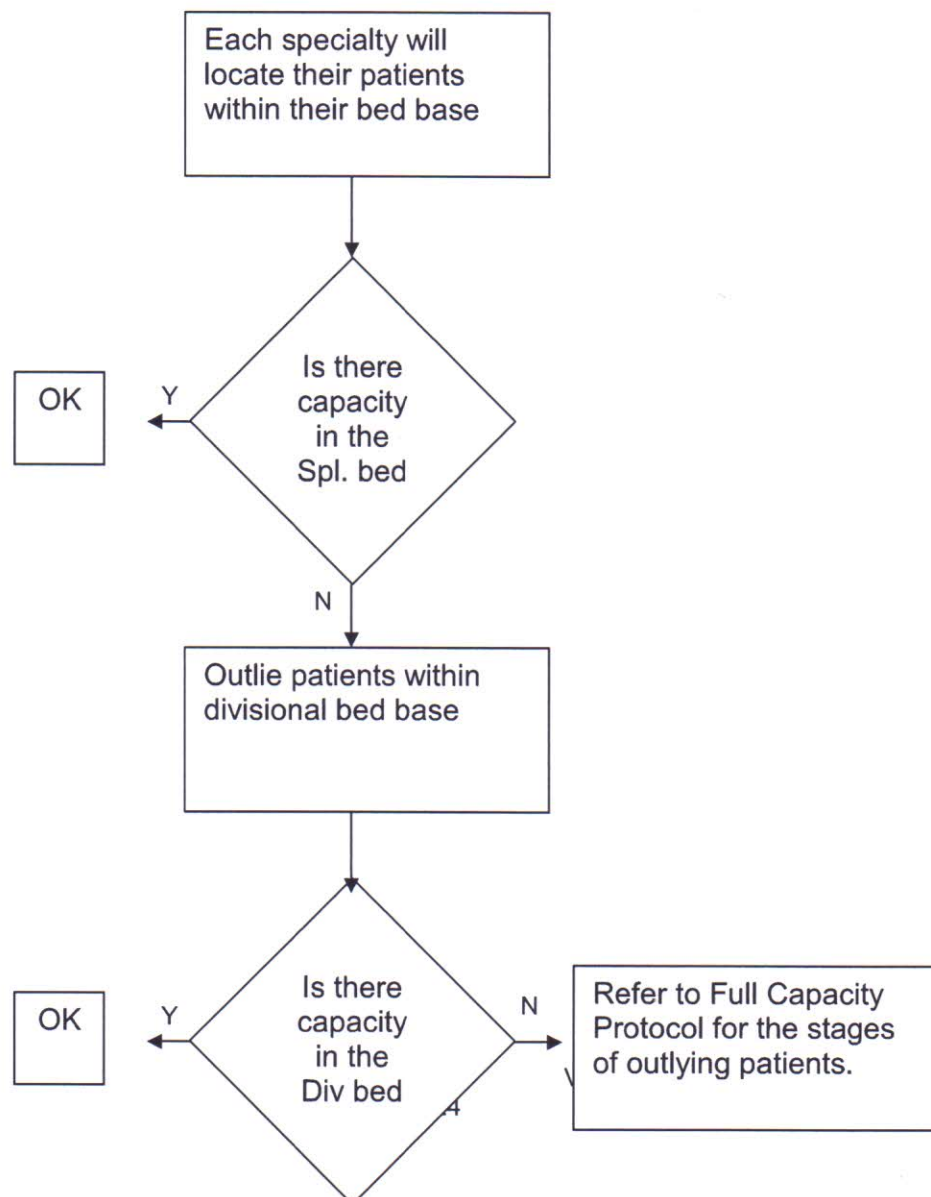 Each specialty will
locate their patients
within their bed base
Is there
capacity
in the
Spl. bed
OK
Y
N
Outlie patients within
divisional bed base
Is there
capacity
in the
Div bed
OK
Y
N
Refer to Full Capacity
Protocol for the stages
of outlying patients.